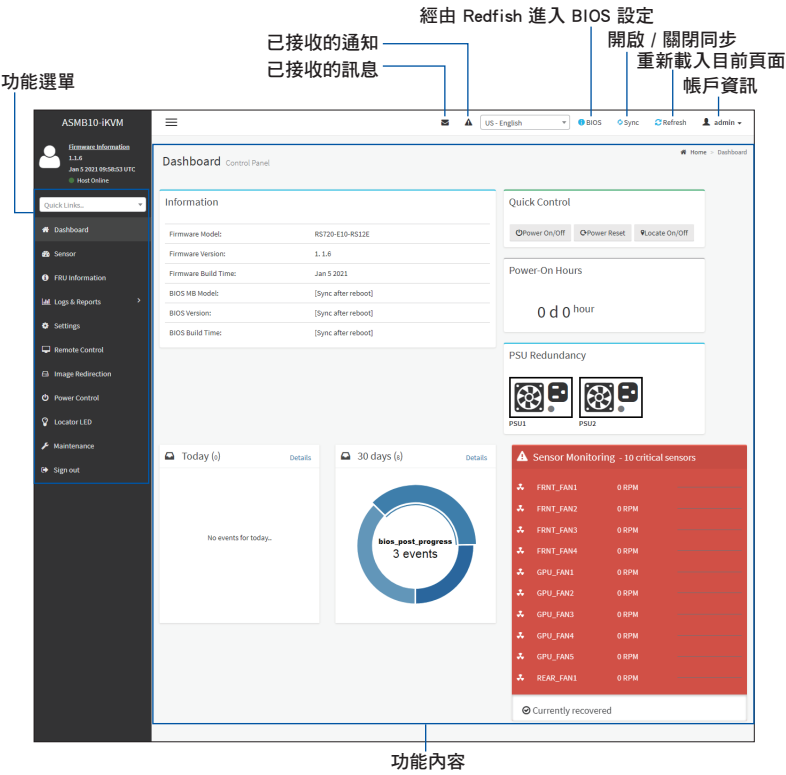 經由 Redfish 進入 BIOS 設定
已接收的通知
開啟 / 關閉同步
已接收的訊息
重新載入目前頁面
功能選單
帳戶資訊
ASMB10-iKVM
US - English
BIOS
Sync
Refresh
admin
Firmware Information
1.1.6
Jan 5 2021 09:58:53 UTC
Host Online
Quick Links..
Dashboard
Sensor
FRU Information
Logs & Reports
Settings
Remote Control
Image Redirection
Power Control
Locator LED
Maintenance
Sign out
Dashboard Control Panel
Home > Dashboard
Information
Firmware Model: RS720-E10-RS12E
Firmware Version: 1. 1.6
Firmware Build Time: Jan 5 2021
BIOS MB Model: [Sync after reboot]
BIOS Version: [Sync after reboot]
BIOS Build Time: [Sync after reboot]
Quick Control
Power On/Off
Power Reset
Locate On/Off
Power-On Hours
0 d 0 hour
PSU Redundancy
PSU1
PSU2
Today (0)
Details
No events for today..
30 days (6)
Details
bios_post_progress
3 events
Sensor Monitoring - 10 critical sensors
FRNT_FAN1 0 RPM
FRNT_FAN2 0 RPM
FRNT_FAN3 0 RPM
FRNT_FAN4 0 RPM
GPU_FAN1 0 RPM
GPU_FAN2 0 RPM
GPU_FAN3 0 RPM
GPU_FAN4 0 RPM
GPU_FAN5 0 RPM
REAR_FAN1 0 RPM
Currently recovered
功能內容